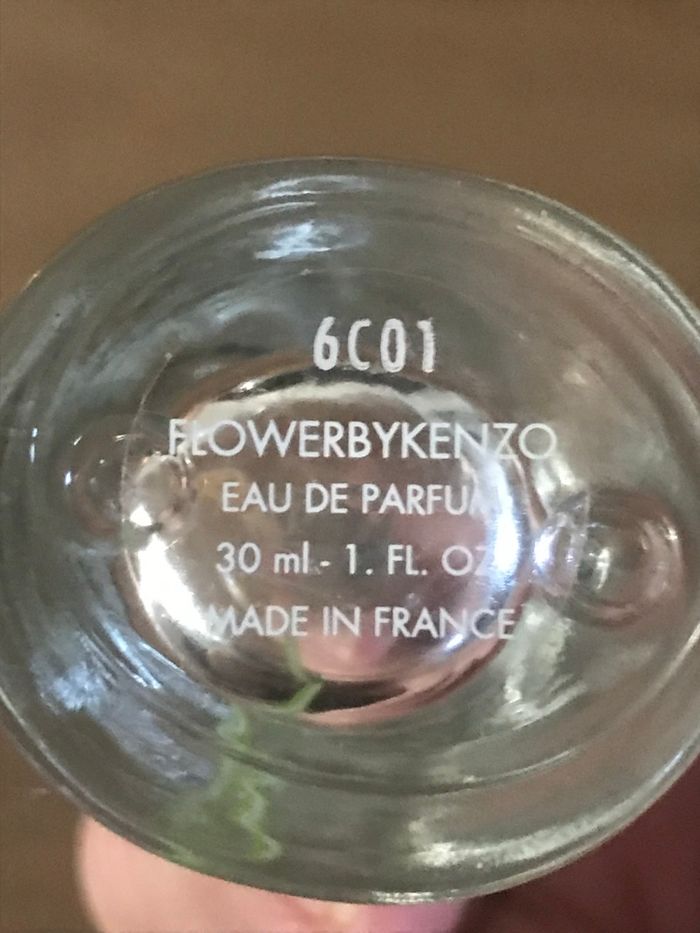 6C01
FLOWERBYKENZO
EAU DE PARFUM
30 ml - 1. FL. OZ
MADE IN FRANCE